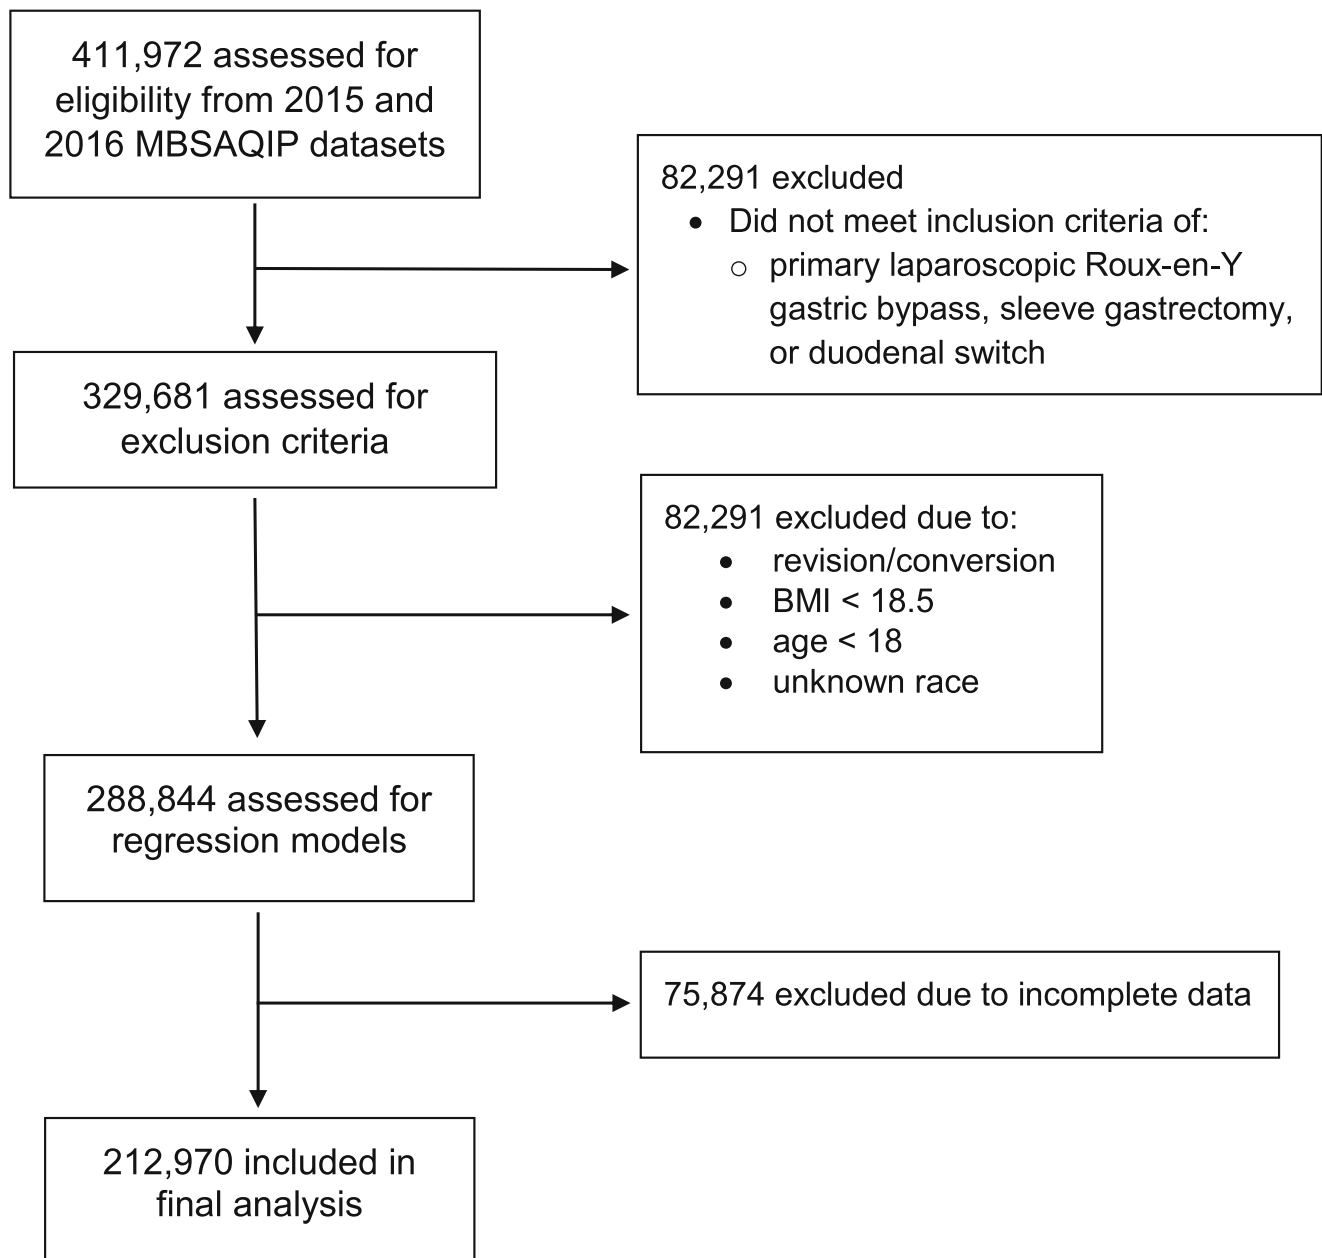 411,972 assessed for
eligibility from 2015 and
2016 MBSAQIP datasets
82,291 excluded
• Did not meet inclusion criteria of:
○ primary laparoscopic Roux-en-Y
gastric bypass, sleeve gastrectomy,
or duodenal switch
329,681 assessed for
exclusion criteria
82,291 excluded due to:
• revision/conversion
• BMI < 18.5
• age < 18
• unknown race
288,844 assessed for
regression models
75,874 excluded due to incomplete data
212,970 included in
final analysis